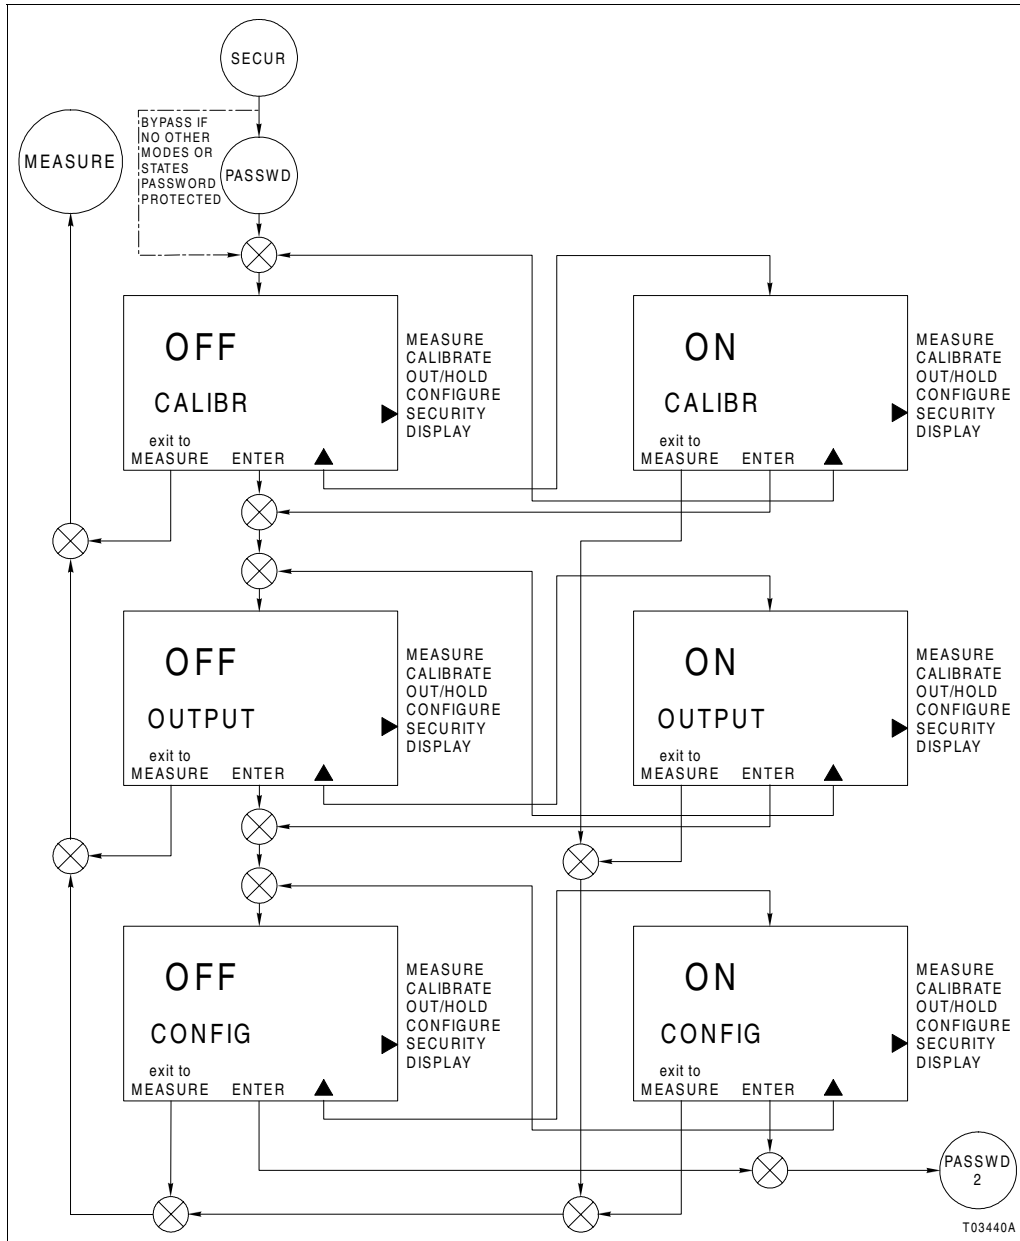 SECUR
BYPASS IF
NO OTHER
MODES OR
STATES
PASSWORD
PROTECTED
MEASURE
PASSWD
OFF
CALIBR
exit to
MEASURE ENTER
MEASURE
CALIBRATE
OUT/HOLD
CONFIGURE
SECURITY
DISPLAY
ON
CALIBR
exit to
MEASURE ENTER
MEASURE
CALIBRATE
OUT/HOLD
CONFIGURE
SECURITY
DISPLAY
OFF
OUTPUT
exit to
MEASURE ENTER
MEASURE
CALIBRATE
OUT/HOLD
CONFIGURE
SECURITY
DISPLAY
ON
OUTPUT
exit to
MEASURE ENTER
MEASURE
CALIBRATE
OUT/HOLD
CONFIGURE
SECURITY
DISPLAY
OFF
CONFIG
exit to
MEASURE ENTER
MEASURE
CALIBRATE
OUT/HOLD
CONFIGURE
SECURITY
DISPLAY
ON
CONFIG
exit to
MEASURE ENTER
MEASURE
CALIBRATE
OUT/HOLD
CONFIGURE
SECURITY
DISPLAY
PASSWD
2
T03440A